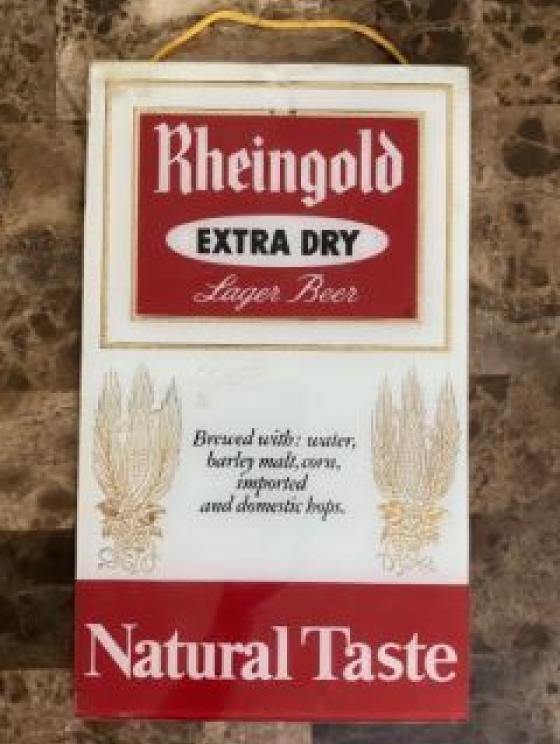 Rheingold
EXTRA DRY
Lager Beer
Brewed with: water,
barley malt, corn,
imported
and domestic hops.
Natural Taste